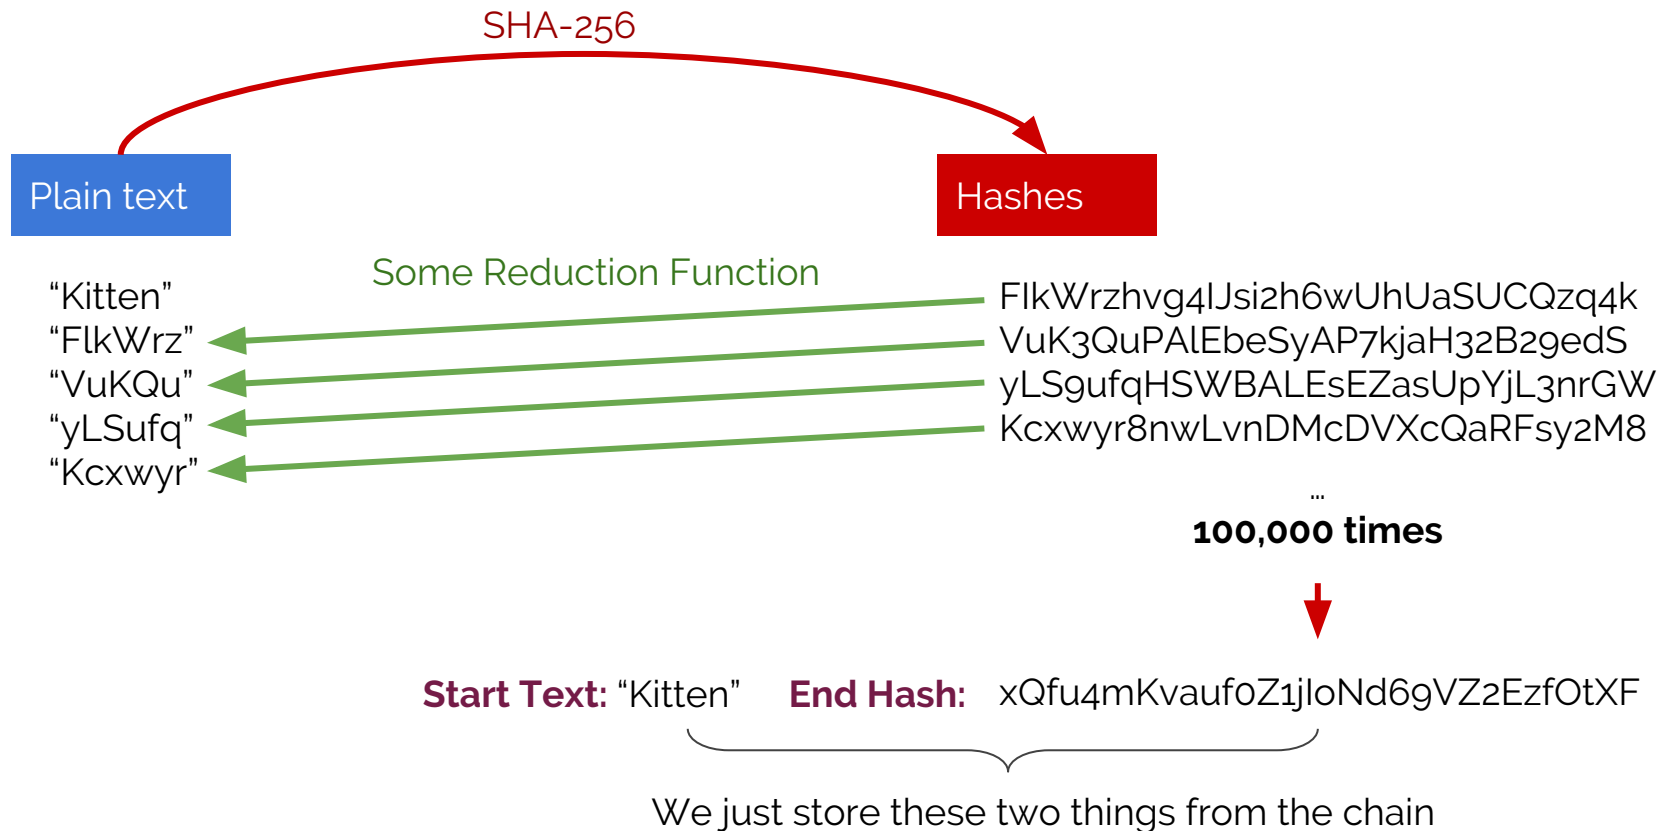 SHA-256
Plain text
Hashes
Some Reduction Function
“Kitten”
“FlkWrz”
“VuKQu”
“yLSufq”
“Kcxwyr”
FIkWrzhvg4IJsi2h6wUhUaSUCQzq4k
VuK3QuPAlEbeSyAP7kjaH32B29edS
yLS9ufqHSWBALEsEZasUpYjL3nrGW
Kcxwyr8nwLvnDMcDVXcQaRFsy2M8
...
100,000 times
Start Text: “Kitten” End Hash: xQfu4mKvauf0Z1jIoNd69VZ2EzfOtXF
We just store these two things from the chain